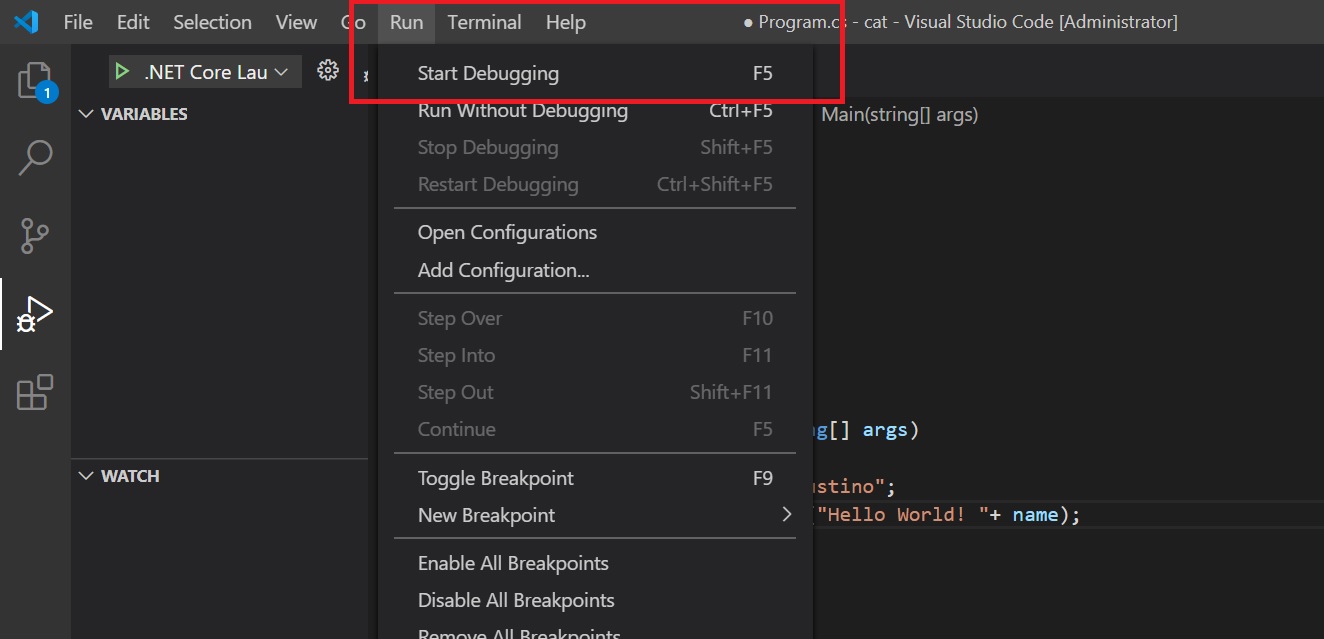 File Edit Selection View Go Run Terminal Help ● Program.cs - cat - Visual Studio Code [Administrator]
.NET Core Lau
1
VARIABLES
Start Debugging F5
Run Without Debugging Ctrl+F5
Main(string[] args)
Stop Debugging Shift+F5
Restart Debugging Ctrl+Shift+F5
Open Configurations
Add Configuration...
Step Over F10
Step Into F11
Step Out Shift+F11
Continue F5
g[] args)
WATCH
Toggle Breakpoint F9
stino";
New Breakpoint
("Hello World! "+ name);
Enable All Breakpoints
Disable All Breakpoints
Remove All Breakpoints